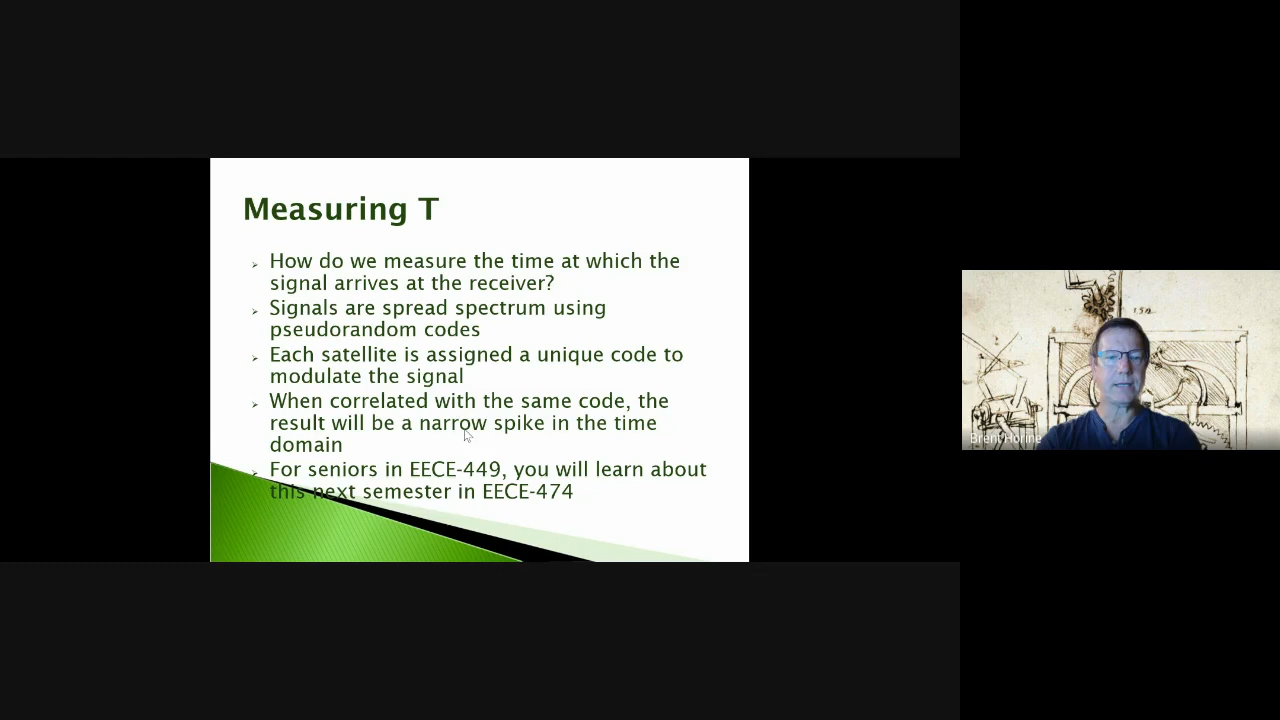 Measuring T
How do we measure the time at which the
signal arrives at the receiver?
Signals are spread spectrum using
pseudorandom codes
Each satellite is assigned a unique code to
modulate the signal
When correlated with the same code, the
result will be a narrow spike in the time
domain
For seniors in EECE-449, you will learn about
this next semester in EECE-474
Brent Horine